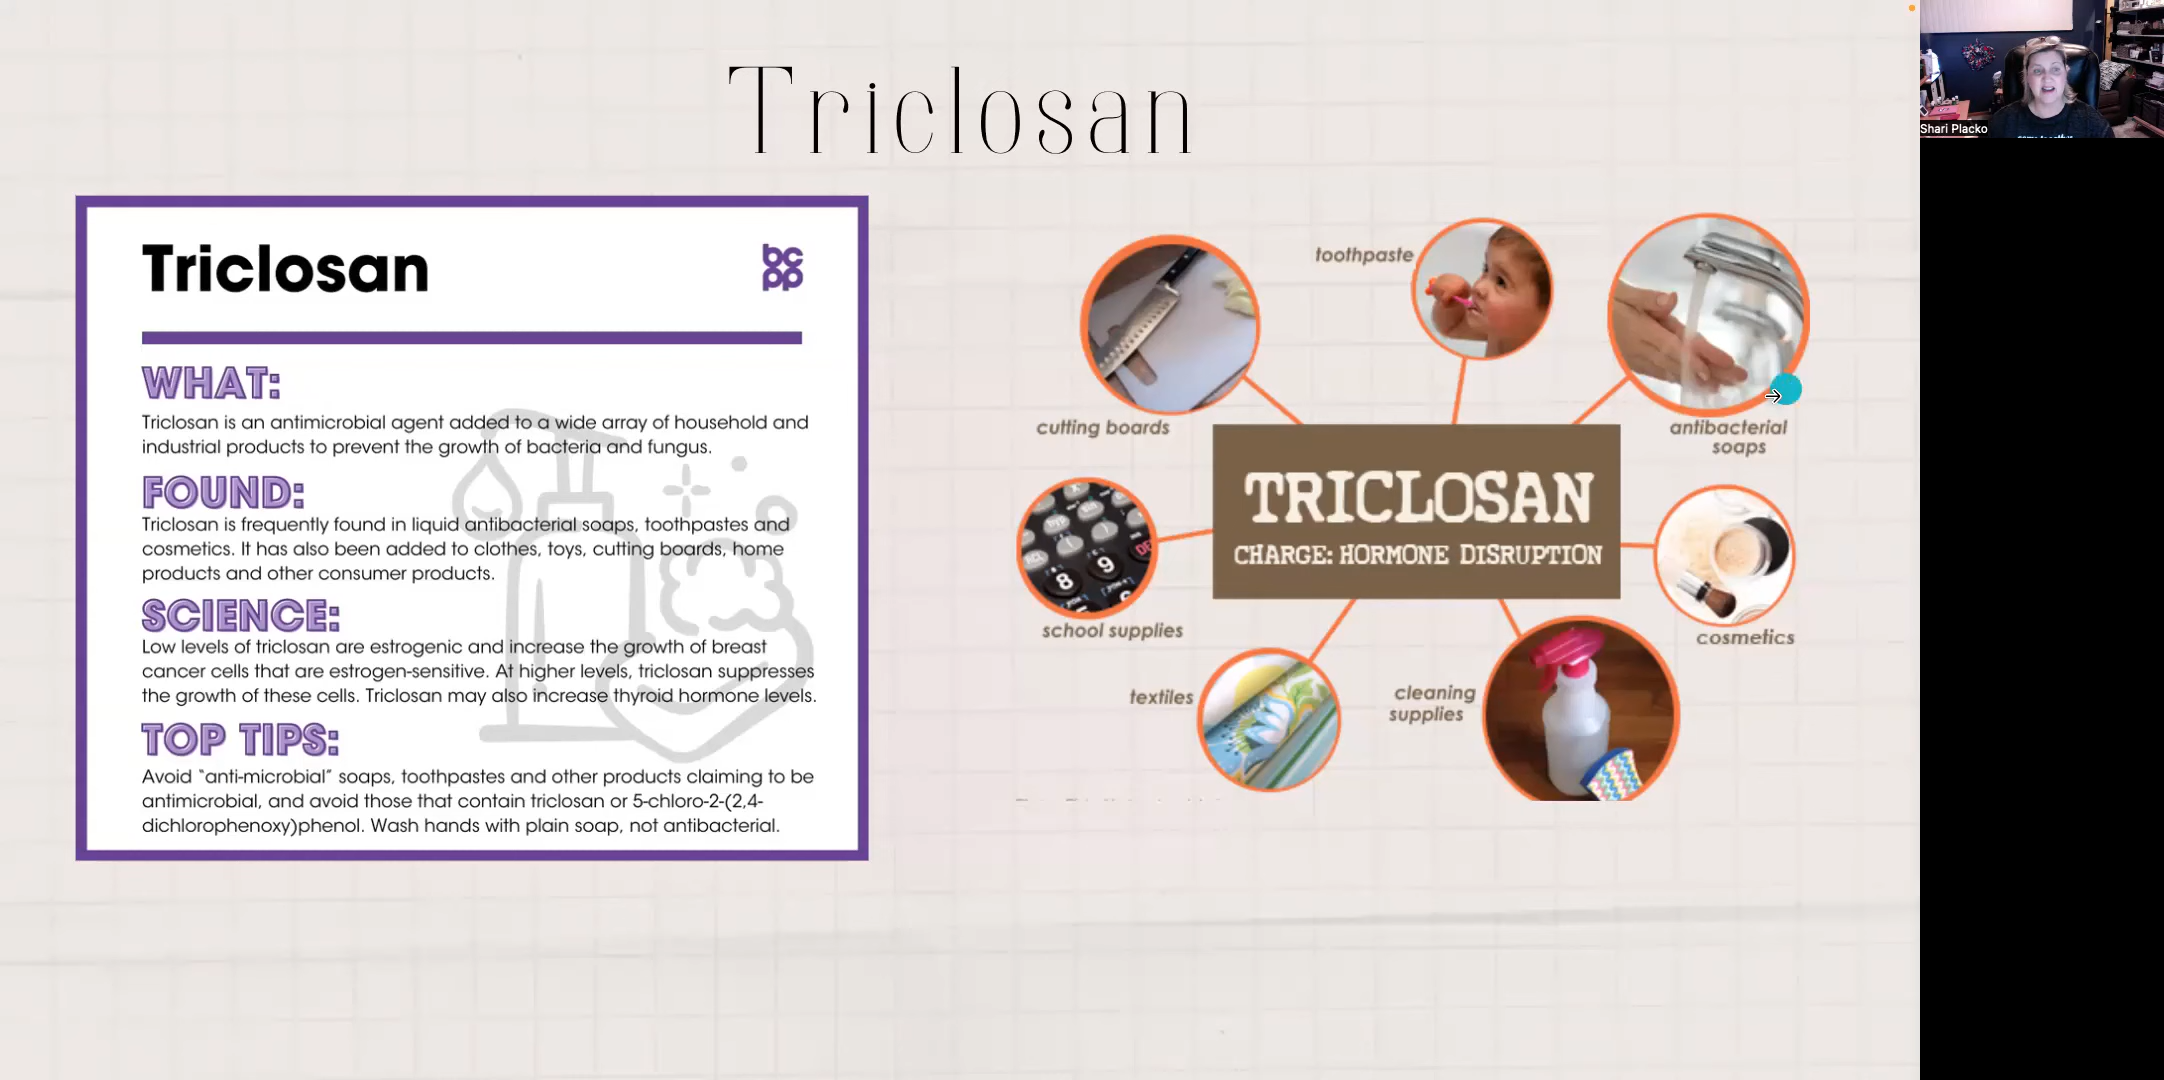 Triclosan
Shari Placko
Triclosan
bc
pp
WHAT:
Triclosan is an antimicrobial agent added to a wide array of household and
industrial products to prevent the growth of bacteria and fungus.
FOUND:
Triclosan is frequently found in liquid antibacterial soaps, toothpastes and
cosmetics. It has also been added to clothes, toys, cutting boards, home
products and other consumer products.
SCIENCE:
Low levels of triclosan are estrogenic and increase the growth of breast
cancer cells that are estrogen-sensitive. At higher levels, triclosan suppresses
the growth of these cells. Triclosan may also increase thyroid hormone levels.
TOP TIPS:
Avoid "anti-microbial" soaps, toothpastes and other products claiming to be
antimicrobial, and avoid those that contain triclosan or 5-chloro-2-(2,4-
dichlorophenoxy)phenol. Wash hands with plain soap, not antibacterial.
toothpaste
cutting boards
antibacterial
soaps
TRICLOSAN
CHARGE: HORMONE DISRUPTION
8
9
school supplies
cosmetics
textiles
cleaning
supplies